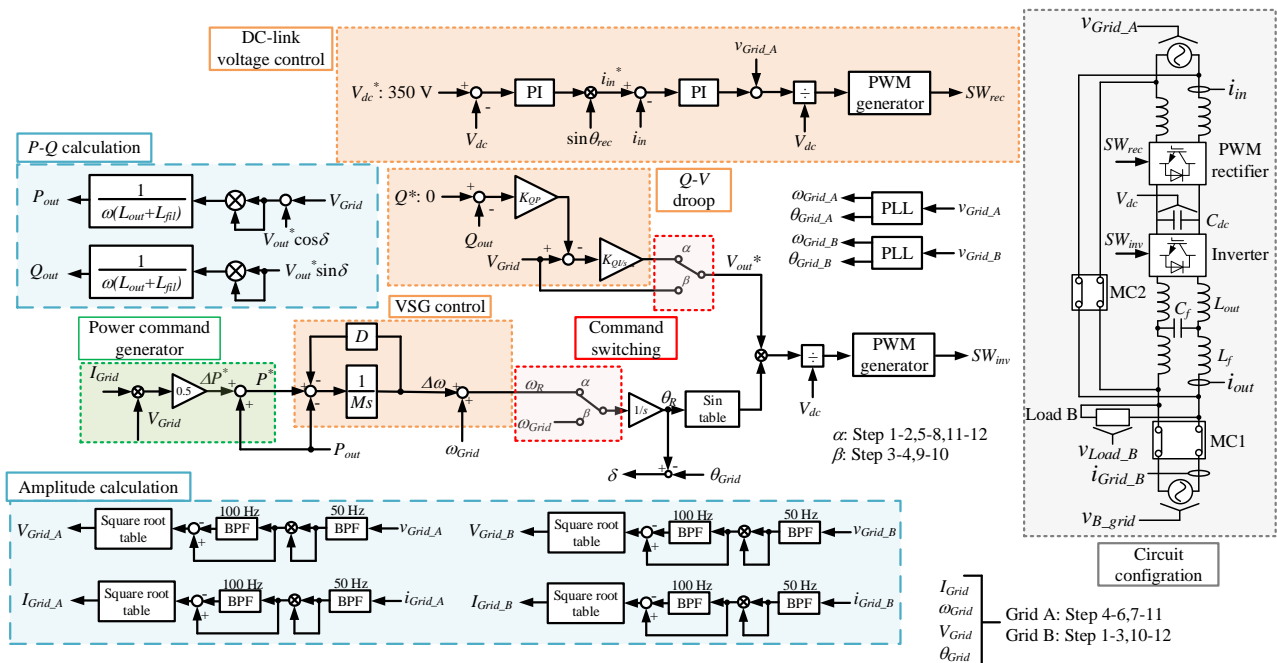 DC-link
voltage control
V_dc*: 350 V
+
-
V_dc
PI
i_in*
sinθ_rec
+
-
i_in
PI
v_Grid_A
÷
V_dc
PWM
generator
SW_rec
P-Q calculation
P_out
1
ω(L_out+L_fil)
V_Grid
V_out*cosδ
Q_out
1
ω(L_out+L_fil)
V_out*sinδ
Q*: 0
+
-
Q_out
K_QP
Q-V
droop
V_Grid
+
-
K_QI/s
α
β
V_out*
ω_Grid_A
θ_Grid_A
PLL
v_Grid_A
ω_Grid_B
θ_Grid_B
PLL
v_Grid_B
Power command
generator
I_Grid
V_Grid
0.5
ΔP*
+
+
P*
VSG control
D
+
-
-
1
Ms
Δω
+
+
ω_Grid
P_out
Command
switching
ω_R
α
ω_Grid
β
1/s
θ_R
Sin
table
δ
+
-
θ_Grid
÷
V_dc
PWM
generator
SW_inv
α: Step 1-2,5-8,11-12
β: Step 3-4,9-10
Amplitude calculation
V_Grid_A
Square root
table
-
+
100 Hz
BPF
50 Hz
BPF
v_Grid_A
V_Grid_B
Square root
table
-
+
100 Hz
BPF
50 Hz
BPF
v_Grid_B
I_Grid_A
Square root
table
-
+
100 Hz
BPF
50 Hz
BPF
i_Grid_A
I_Grid_B
Square root
table
-
+
100 Hz
BPF
50 Hz
BPF
i_Grid_B
I_Grid
ω_Grid
V_Grid
θ_Grid
Grid A: Step 4-6,7-11
Grid B: Step 1-3,10-12
v_Grid_A
i_in
SW_rec
PWM
rectifier
V_dc
C_dc
SW_inv
Inverter
MC2
C_f
L_out
L_f
i_out
Load B
v_Load_B
MC1
i_Grid_B
v_B_grid
Circuit
configration